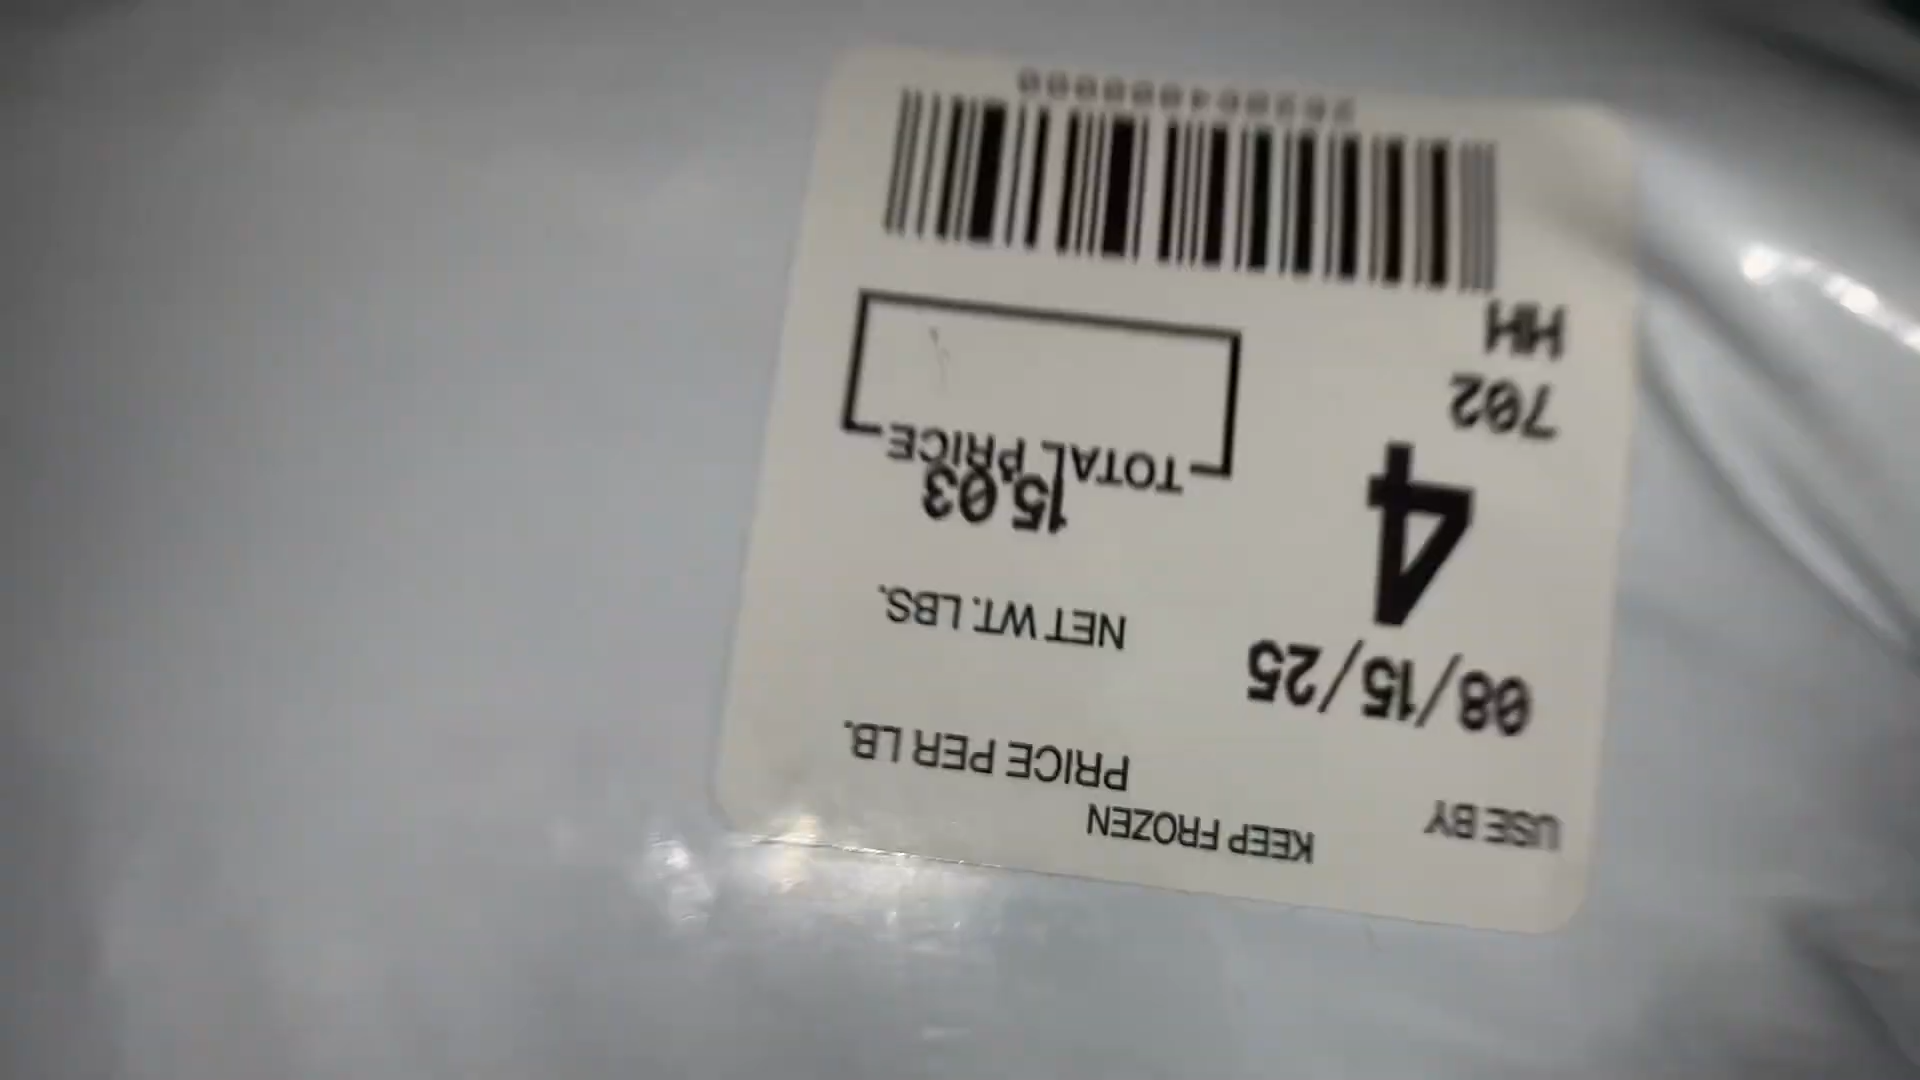 KEEP FROZEN
USE BY
PRICE PER LB.
08/15/25
NET WT. LBS.
4
15.03
TOTAL PRICE
702
HH